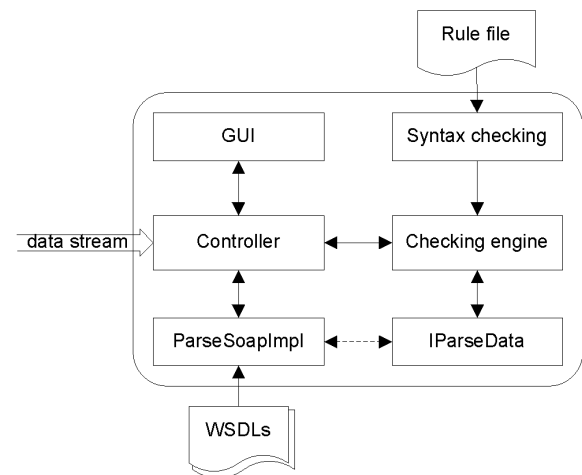 Rule file
GUI
Syntax checking
data stream
Controller
Checking engine
ParseSoapImpl
IParseData
WSDLs